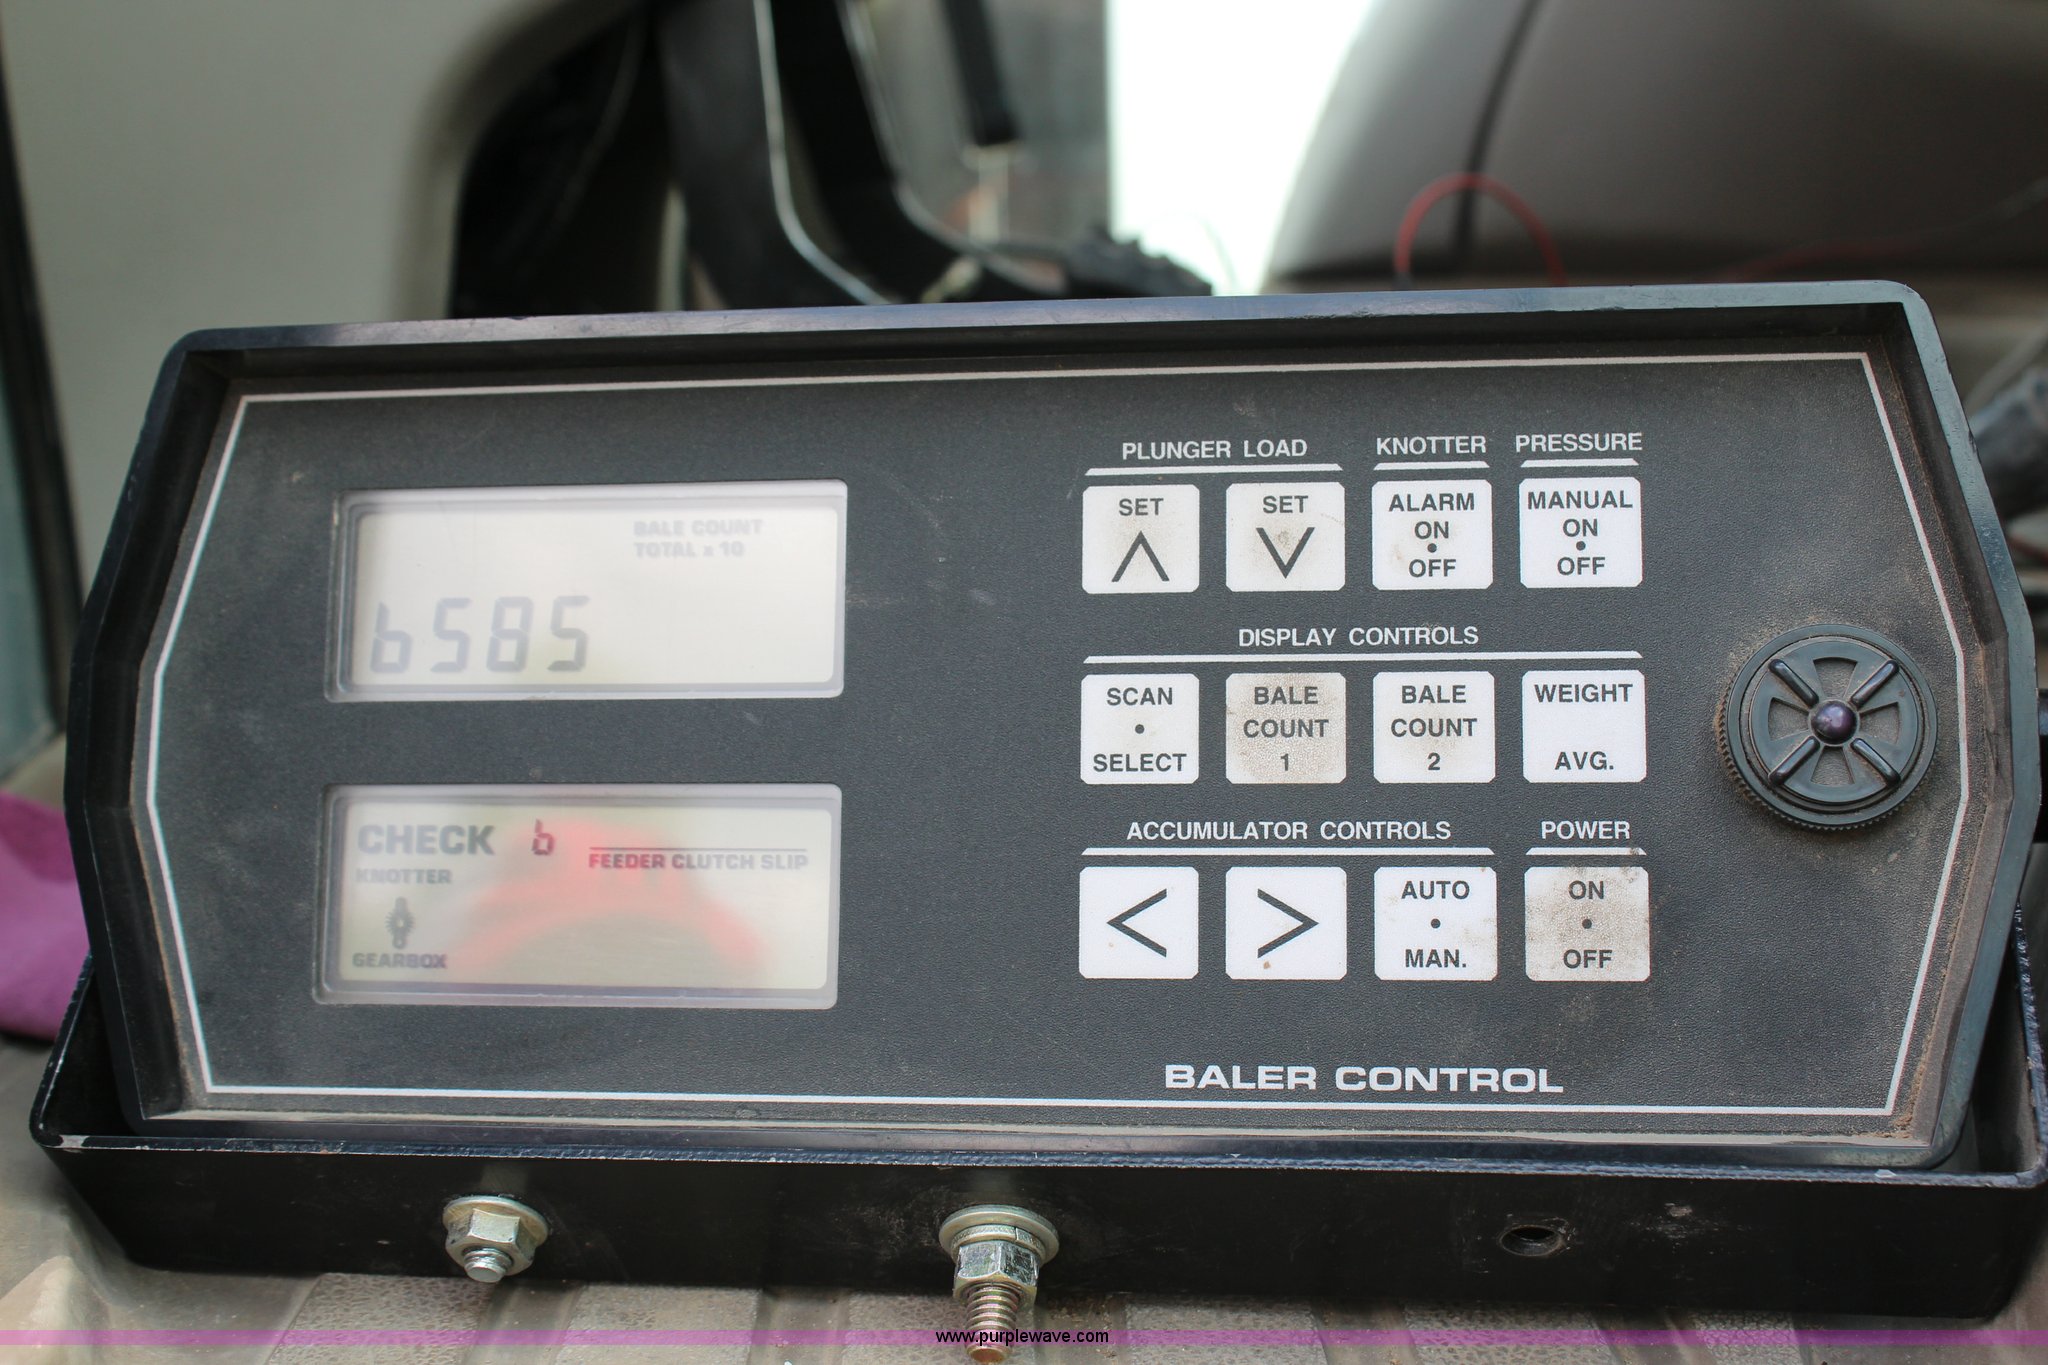 BALE COUNT
TOTAL x 10
6585
CHECK 6
FEEDER CLUTCH SLIP
KNOTTER
GEARBOX
PLUNGER LOAD KNOTTER PRESSURE
SET
SET
ALARM
ON
OFF
MANUAL
ON
OFF
DISPLAY CONTROLS
SCAN
SELECT
BALE
COUNT
1
BALE
COUNT
2
WEIGHT
AVG.
ACCUMULATOR CONTROLS POWER
<
>
AUTO
MAN.
ON
OFF
BALER CONTROL
www.purplewave.com